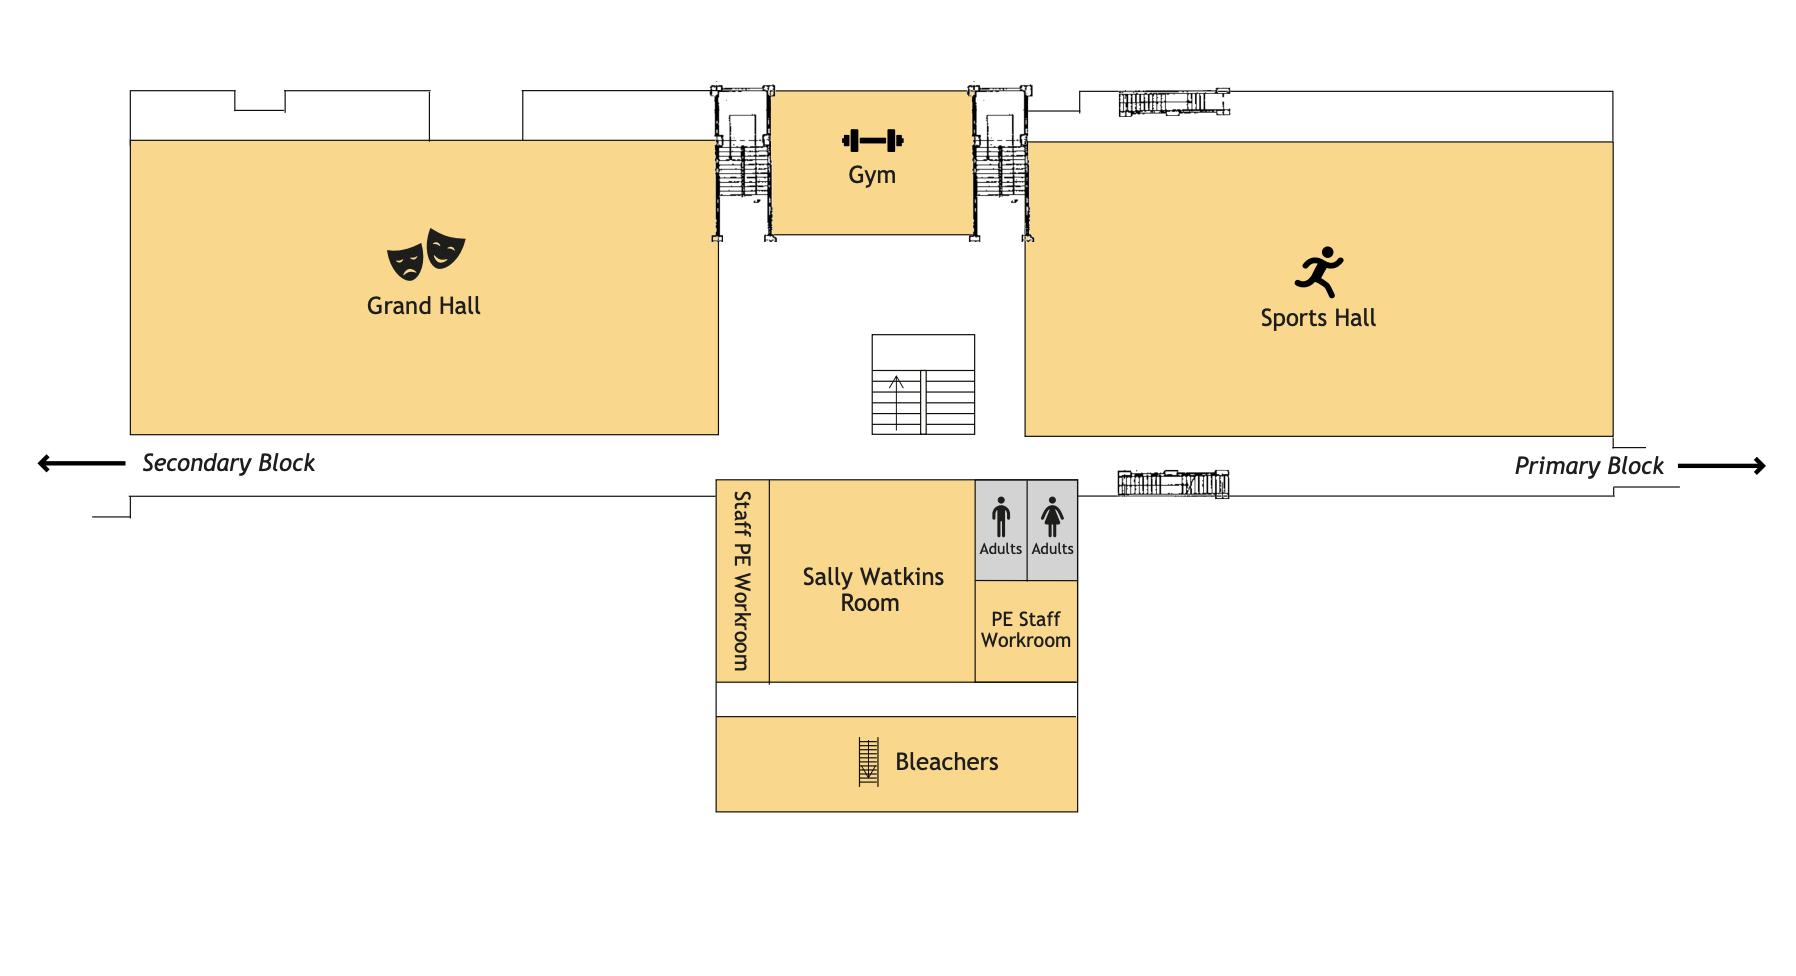 Gym
Grand Hall
Sports Hall
Secondary Block
Primary Block
Staff PE Workroom
Adults
Adults
Sally Watkins
Room
PE Staff
Workroom
Bleachers